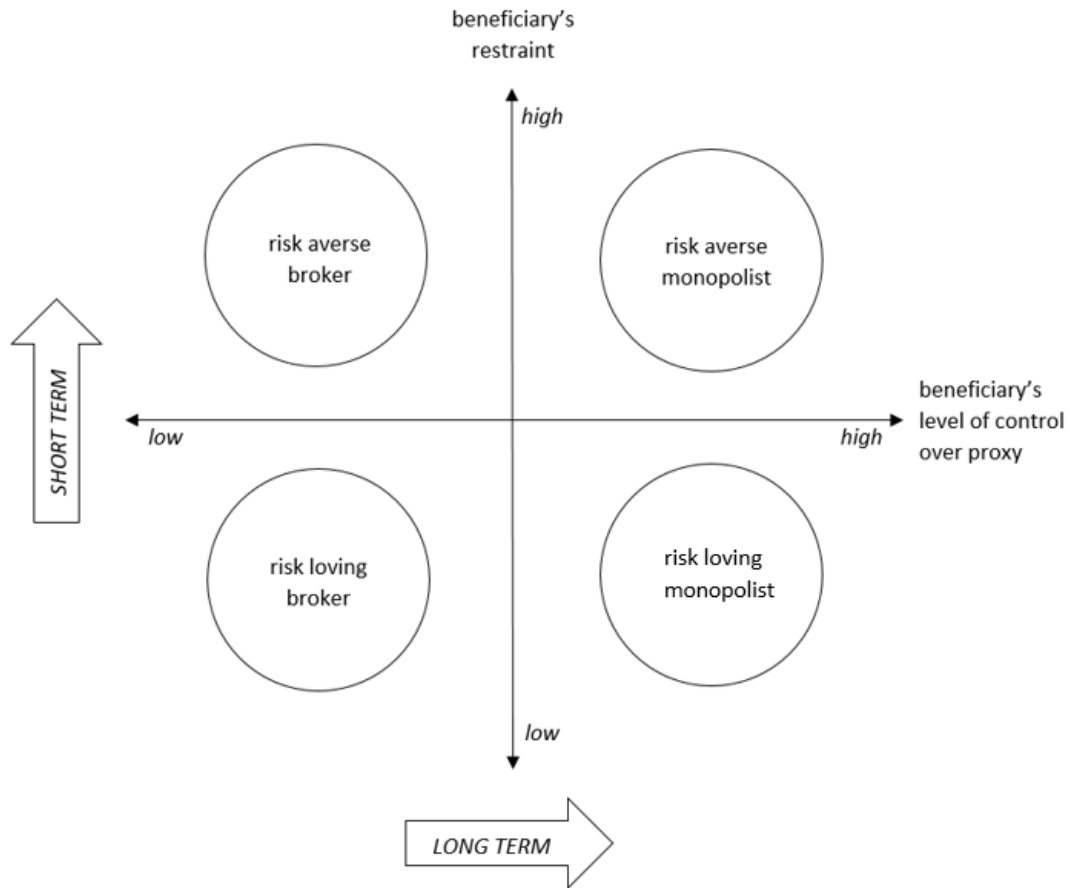 beneficiary’s
restraint
high
risk averse
broker
risk averse
monopolist
SHORT TERM
low
high
beneficiary’s
level of control
over proxy
risk loving
broker
risk loving
monopolist
low
LONG TERM